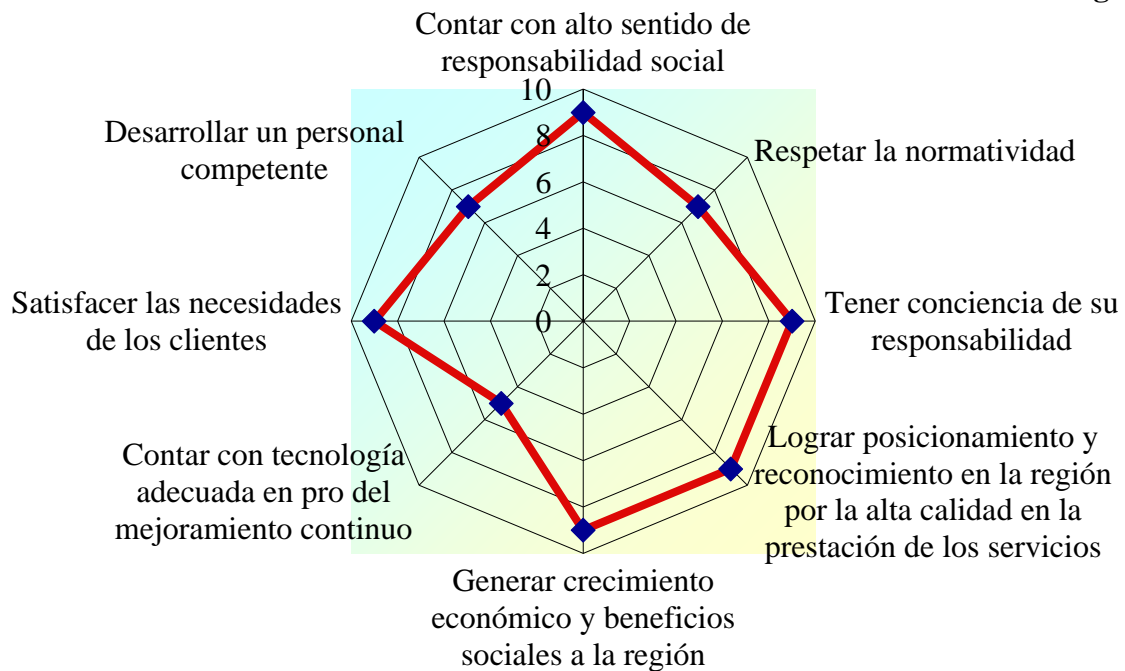 Contar con alto sentido de
responsabilidad social
10
8
6
4
2
0
Respetar la normatividad
Tener conciencia de su
responsabilidad
Lograr posicionamiento y
reconocimiento en la región
por la alta calidad en la
prestación de los servicios
Generar crecimiento
económico y beneficios
sociales a la región
Contar con tecnología
adecuada en pro del
mejoramiento continuo
Satisfacer las necesidades
de los clientes
Desarrollar un personal
competente